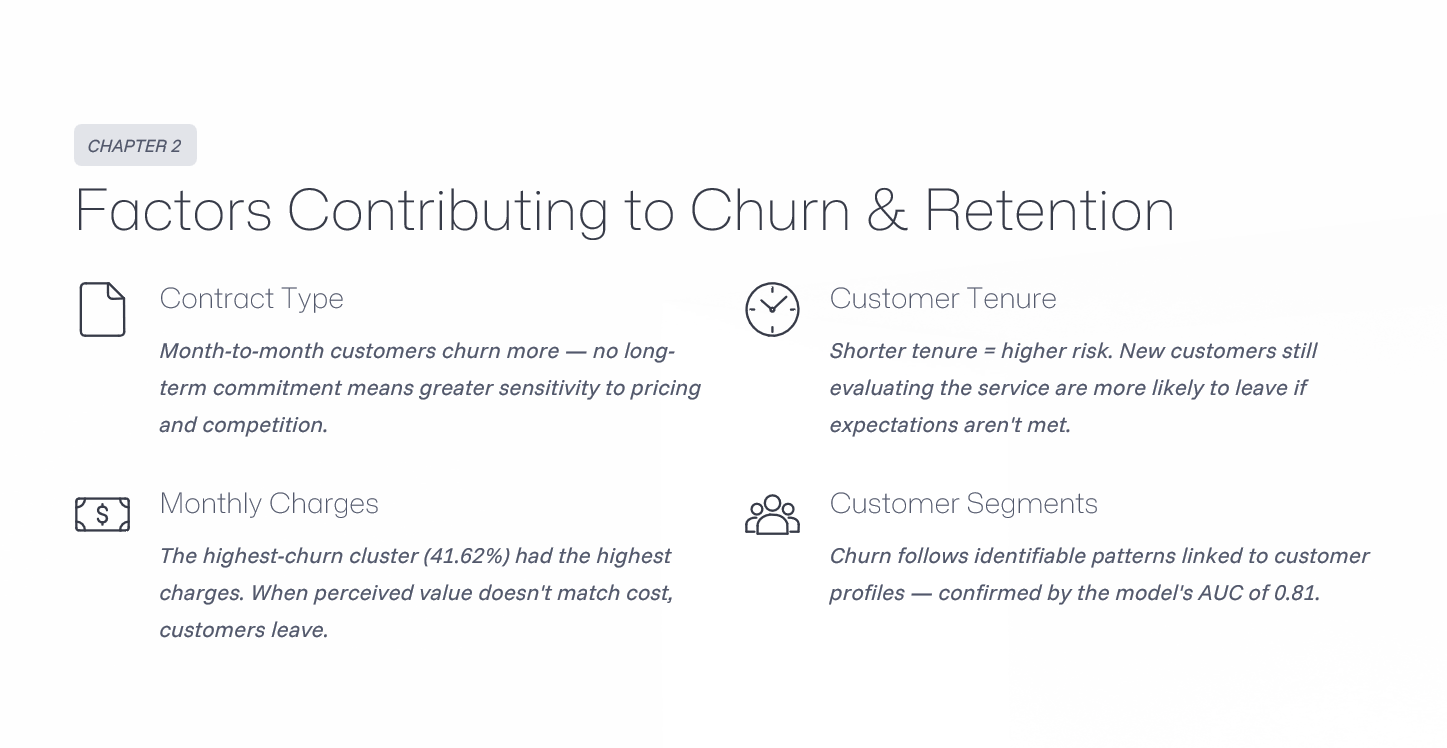 CHAPTER 2
Factors Contributing to Churn & Retention
Contract Type
Month-to-month customers churn more — no long-
term commitment means greater sensitivity to pricing
and competition.
Customer Tenure
Shorter tenure = higher risk. New customers still
evaluating the service are more likely to leave if
expectations aren't met.
$
Monthly Charges
The highest-churn cluster (41.62%) had the highest
charges. When perceived value doesn't match cost,
customers leave.
Customer Segments
Churn follows identifiable patterns linked to customer
profiles — confirmed by the model's AUC of 0.81.